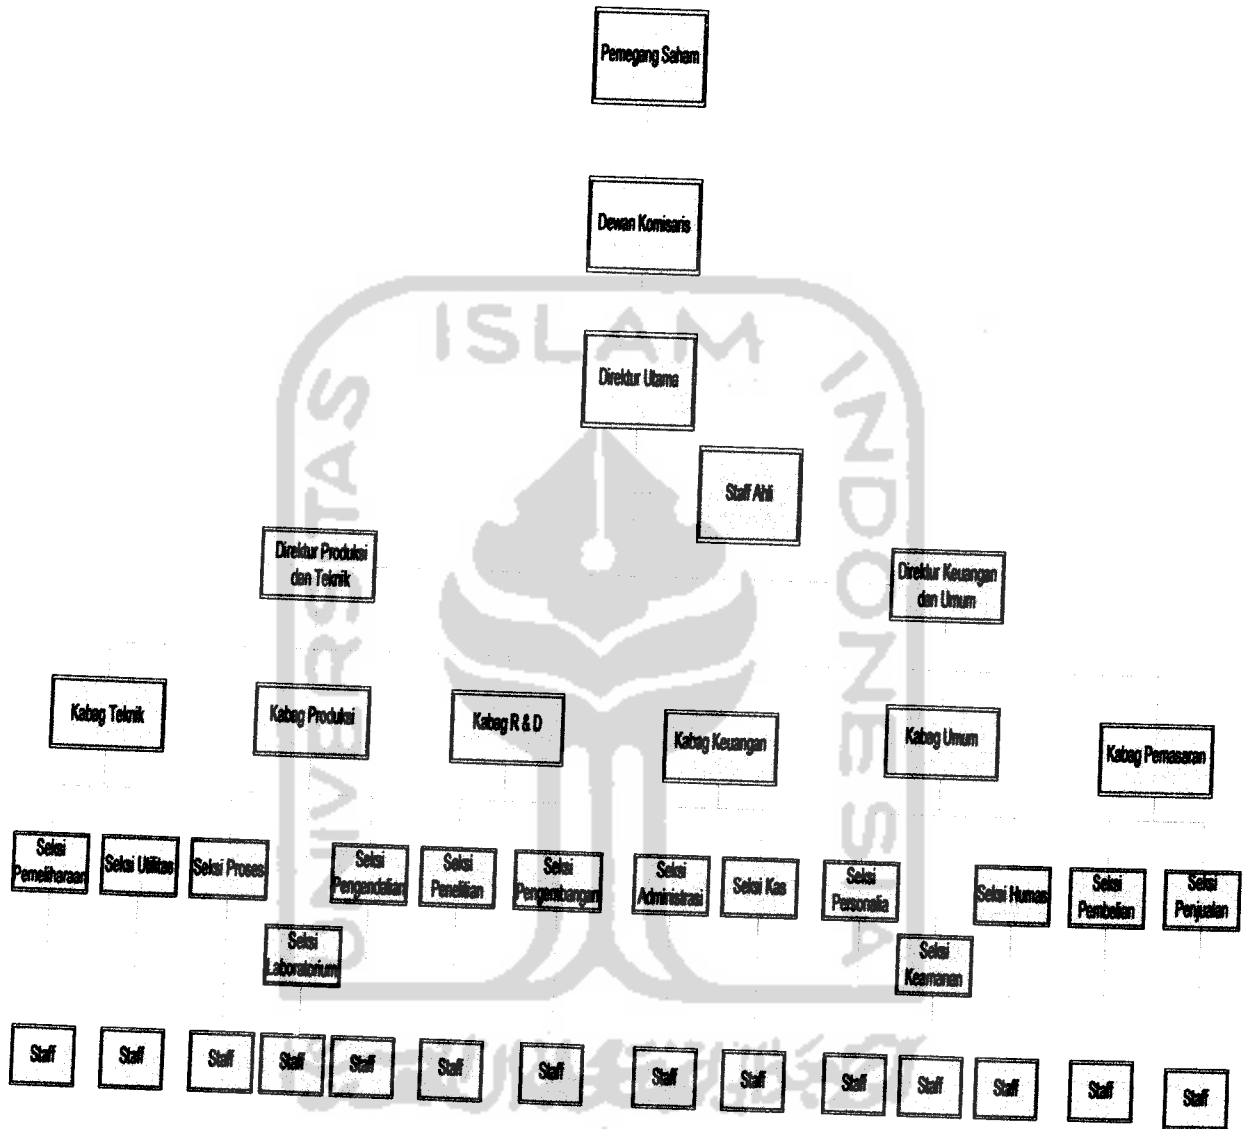 Pemegang Saham
Dewan Komisaris
Direktur Utama
Staff Ahli
Direktur Produksi
dan Teknik
Direktur Keuangan
dan Umum
Kabag Teknik
Kabag Produksi
Kabag R & D
Kabag Keuangan
Kabag Umum
Kabag Pemasaran
Seksi
Pemeliharaan
Seksi Utilitas
Seksi Proses
Seksi
Pengendalian
Seksi
Penelitian
Seksi
Pengembangan
Seksi
Administrasi
Seksi Kas
Seksi
Personalia
Seksi Humas
Seksi
Pembelian
Seksi
Penjualan
Seksi
Laboratorium
Seksi
Keamanan
Staff
Staff
Staff
Staff
Staff
Staff
Staff
Staff
Staff
Staff
Staff
Staff
Staff
Staff
UNIVERSITAS
ISLAM
INDONESIA